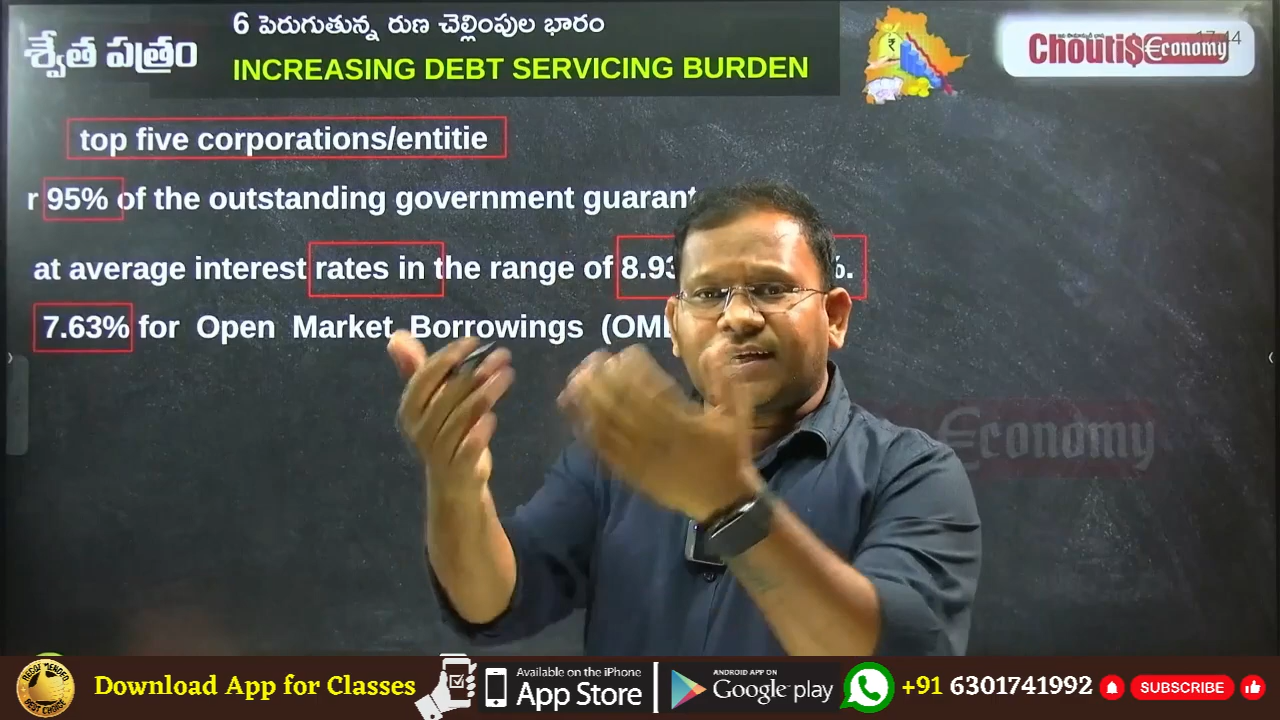 శ్వేత పత్రం
6 పెరుగుతున్న రుణ చెల్లింపుల భారం
INCREASING DEBT SERVICING BURDEN
Chouti$€conomy
top five corporations/entitie
r 95% of the outstanding government guarant
at average interest rates in the range of 8.93 %.
7.63% for Open Market Borrowings (OM
€conomy
Download App for Classes
Available on the iPhone
App Store
ANDROID APP ON
Google play
+91 6301741992
SUBSCRIBE